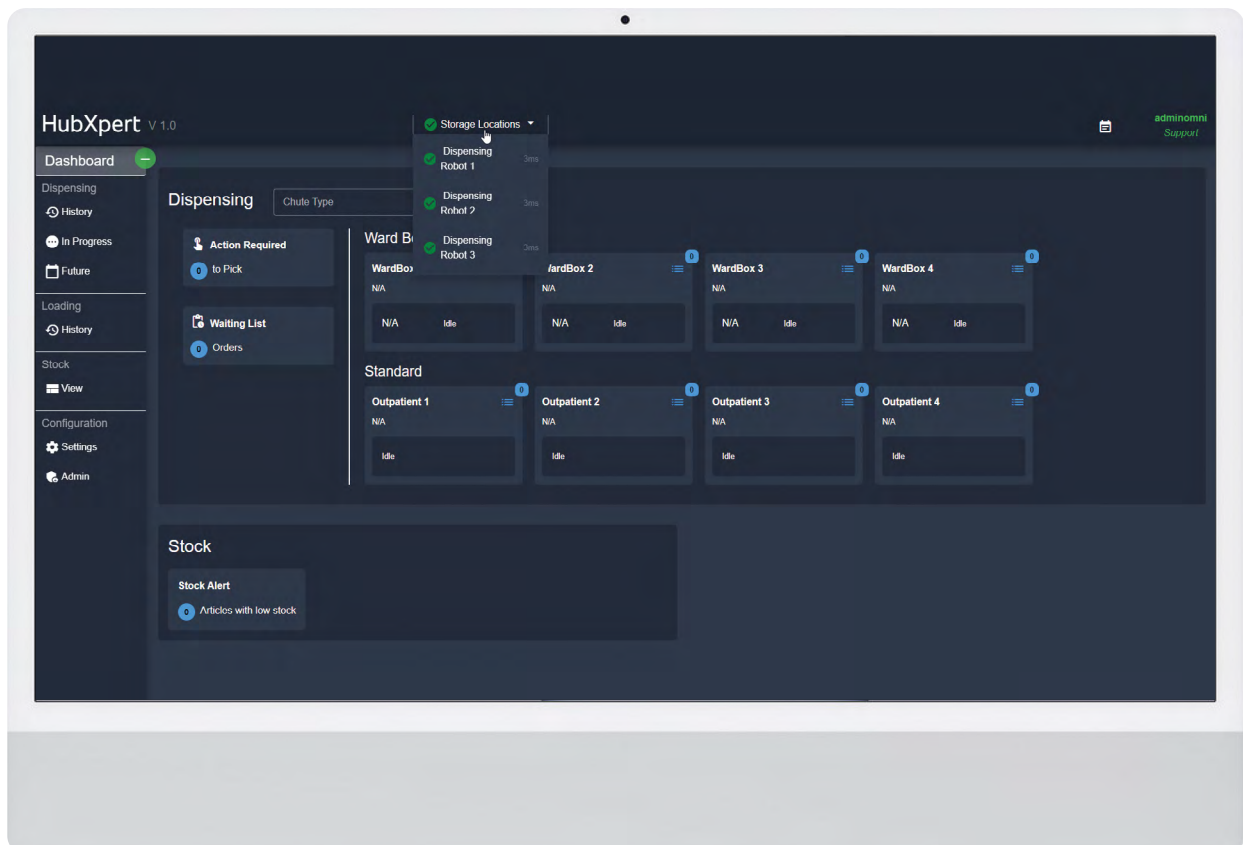 HubXpert V 1.0
Storage Locations
adminomni
Support
Dashboard
Dispensing
History
In Progress
Future
Loading
History
Stock
View
Configuration
Settings
Admin
Dispensing
Robot 1
Dispensing
Robot 2
Dispensing
Robot 3
Dispensing
Chute Type
Action Required
0 to Pick
Waiting List
0 Orders
Ward B
WardBox
N/A
N/A Idle
WardBox 2
0
N/A
N/A Idle
WardBox 3
0
N/A
N/A Idle
WardBox 4
0
N/A
N/A Idle
Standard
Outpatient 1
0
N/A
Idle
Outpatient 2
0
N/A
Idle
Outpatient 3
0
N/A
Idle
Outpatient 4
0
N/A
Idle
Stock
Stock Alert
0 Articles with low stock